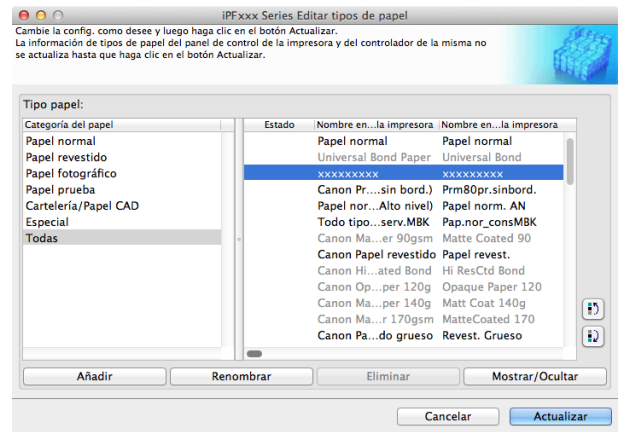 iPFxxx Series Editar tipos de papel
Cambie la config. como desee y luego haga clic en el botón Actualizar.
La información de tipos de papel del panel de control de la impresora y del controlador de la misma no
se actualiza hasta que haga clic en el botón Actualizar.
Tipo papel:
Categoría del papel
Papel normal
Papel revestido
Papel fotográfico
Papel prueba
Cartelería/Papel CAD
Especial
Todas
Estado Nombre en...la impresora Nombre en...la impresora
Papel normal Papel normal
Universal Bond Paper Universal Bond
xxxxxxxxx xxxxxxxxx
Canon Pr....sin bord.) Prm80pr.sinbord.
Papel nor...Alto nivel) Papel norm. AN
Todo tipo...serv.MBK Pap.nor_consMBK
Canon Ma...er 90gsm Matte Coated 90
Canon Papel revestido Papel revest.
Canon Hi...ated Bond Hi ResCtd Bond
Canon Op...per 120g Opaque Paper 120
Canon Ma...per 140g Matt Coat 140g
Canon Ma...r 170gsm MatteCoated 170
Canon Pa...do grueso Revest. Grueso
Añadir Renombrar Eliminar Mostrar/Ocultar
Cancelar Actualizar